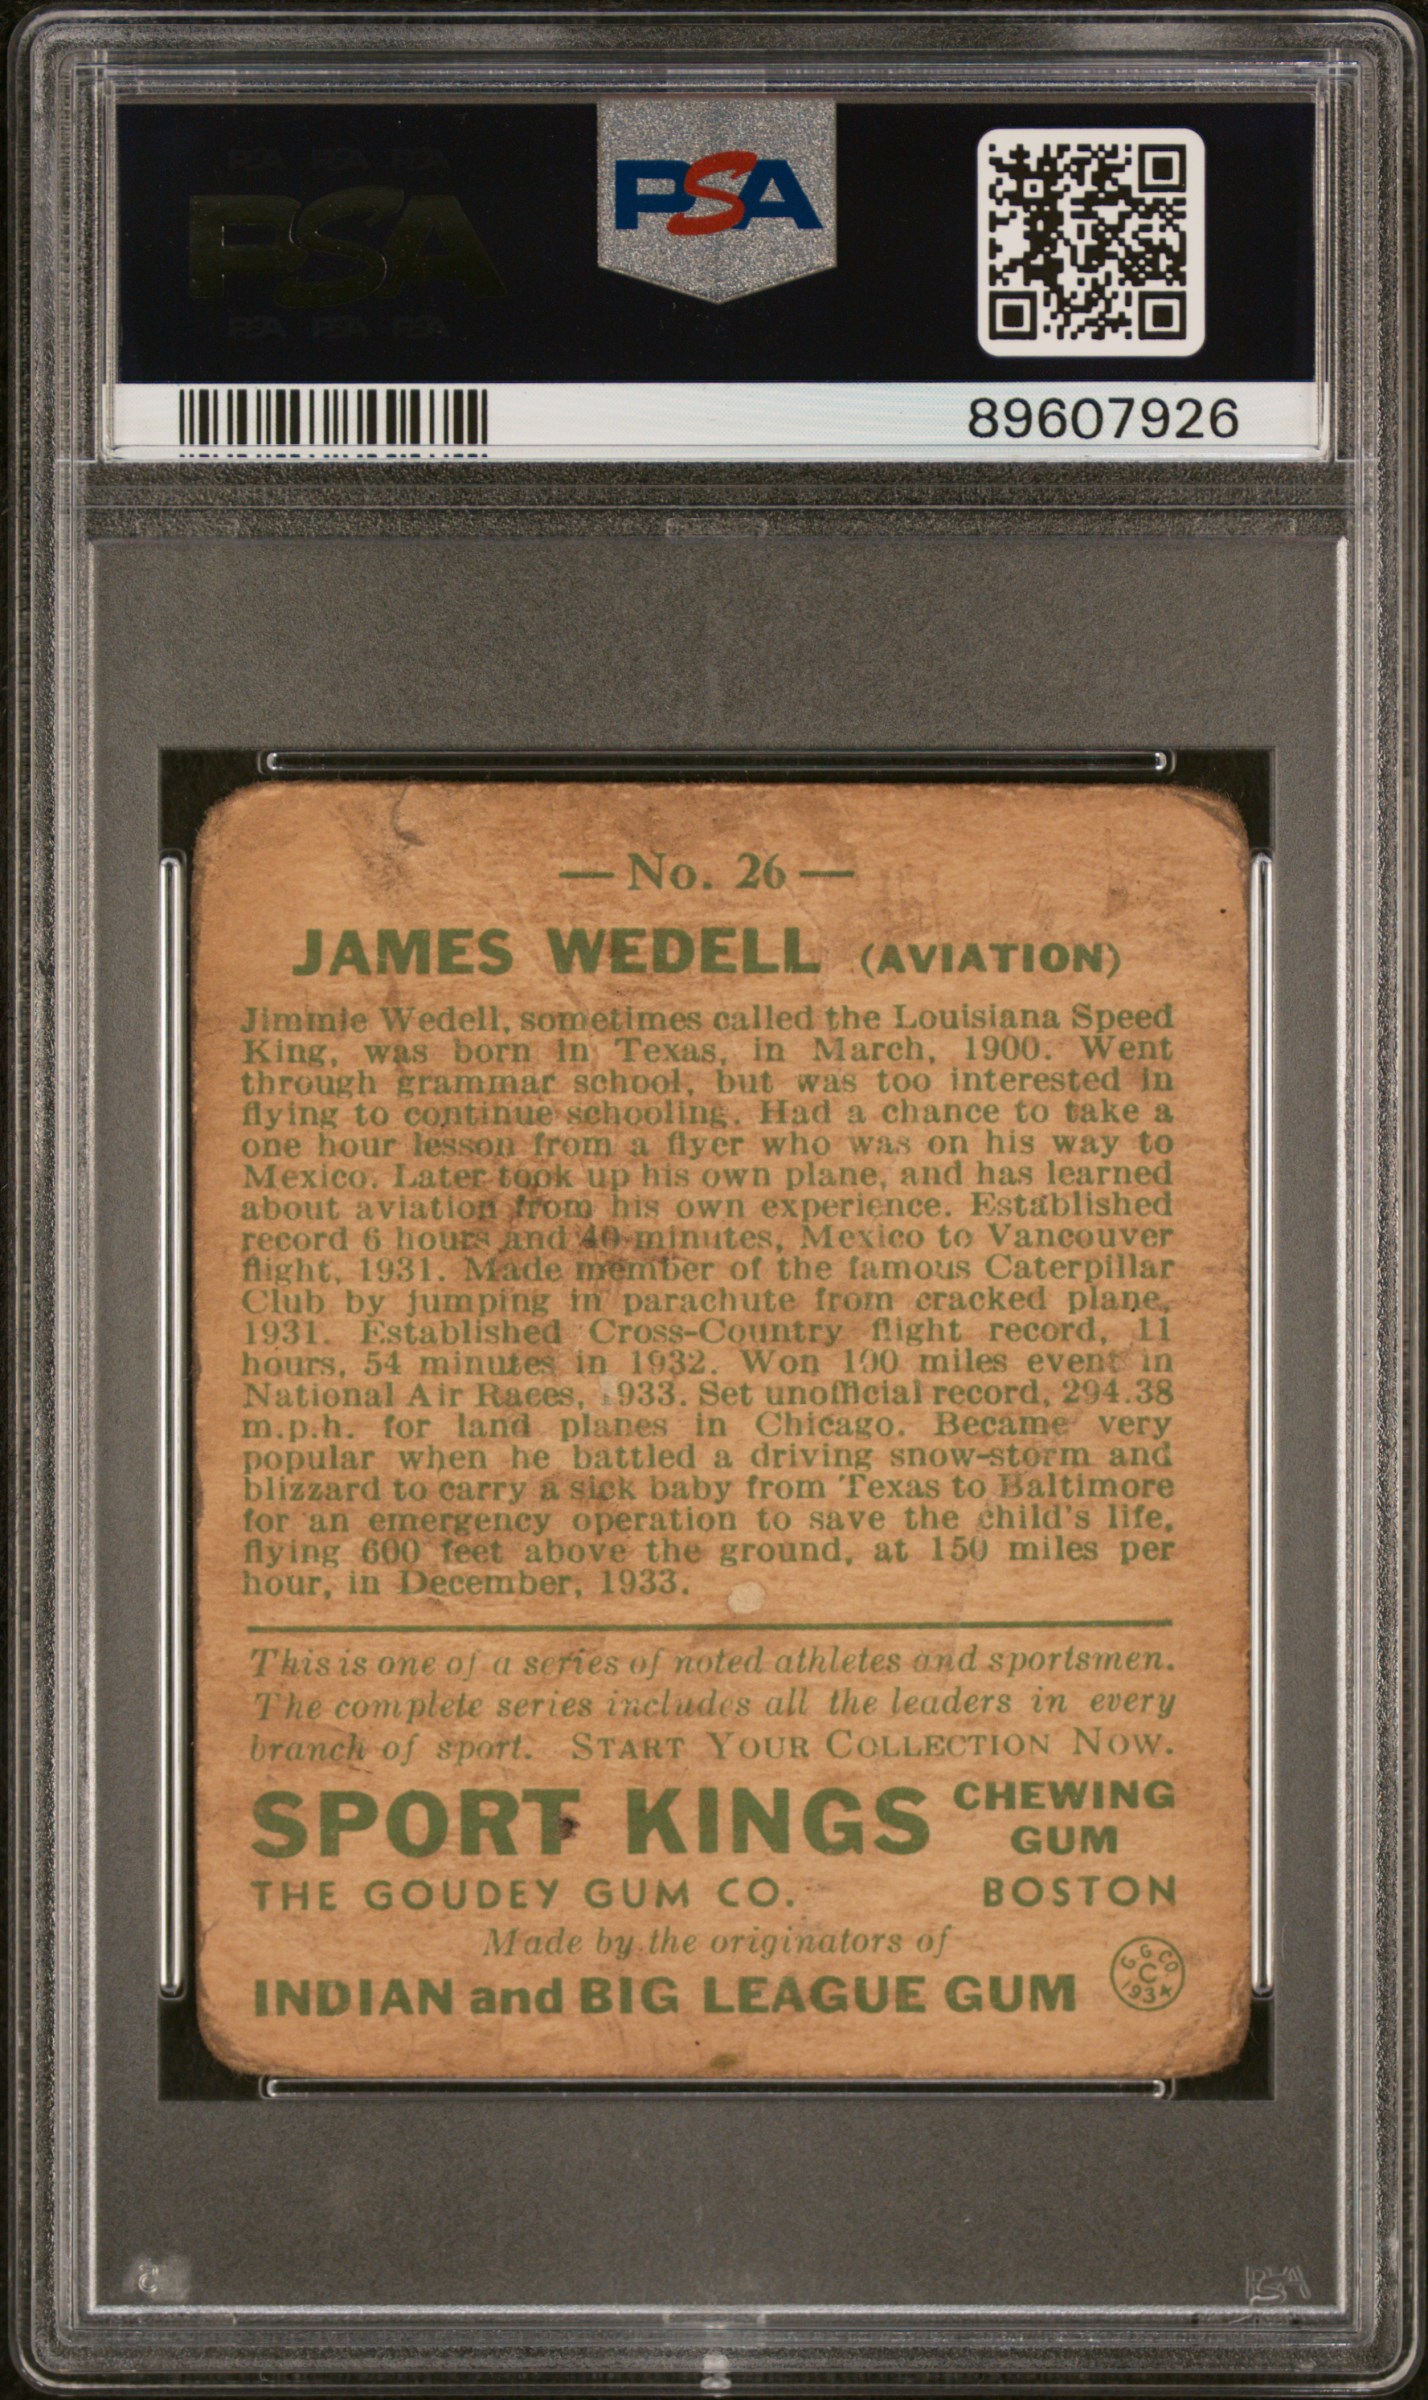 PSA PSA PSA
PSA
PSA PSA PSA
PSA
89607926
— No. 26 —
JAMES WEDELL (AVIATION)
Jimmie Wedell, sometimes called the Louisiana Speed
King, was born in Texas, in March, 1900. Went
through grammar school, but was too interested in
flying to continue schooling. Had a chance to take a
one hour lesson from a flyer who was on his way to
Mexico. Later took up his own plane, and has learned
about aviation from his own experience. Established
record 6 hours and 40 minutes, Mexico to Vancouver
flight, 1931. Made member of the famous Caterpillar
Club by jumping in parachute from cracked plane,
1931. Established Cross-Country flight record, 11
hours, 54 minutes in 1932. Won 100 miles event in
National Air Races, 1933. Set unofficial record, 294.38
m.p.h. for land planes in Chicago. Became very
popular when he battled a driving snow-storm and
blizzard to carry a sick baby from Texas to Baltimore
for an emergency operation to save the child's life,
flying 600 feet above the ground, at 150 miles per
hour, in December, 1933.
This is one of a series of noted athletes and sportsmen.
The complete series includes all the leaders in every
branch of sport. START YOUR COLLECTION NOW.
SPORT KINGS CHEWING GUM
THE GOUDEY GUM CO. BOSTON
Made by the originators of
INDIAN and BIG LEAGUE GUM
G. G. CO.
C
1934
PSA